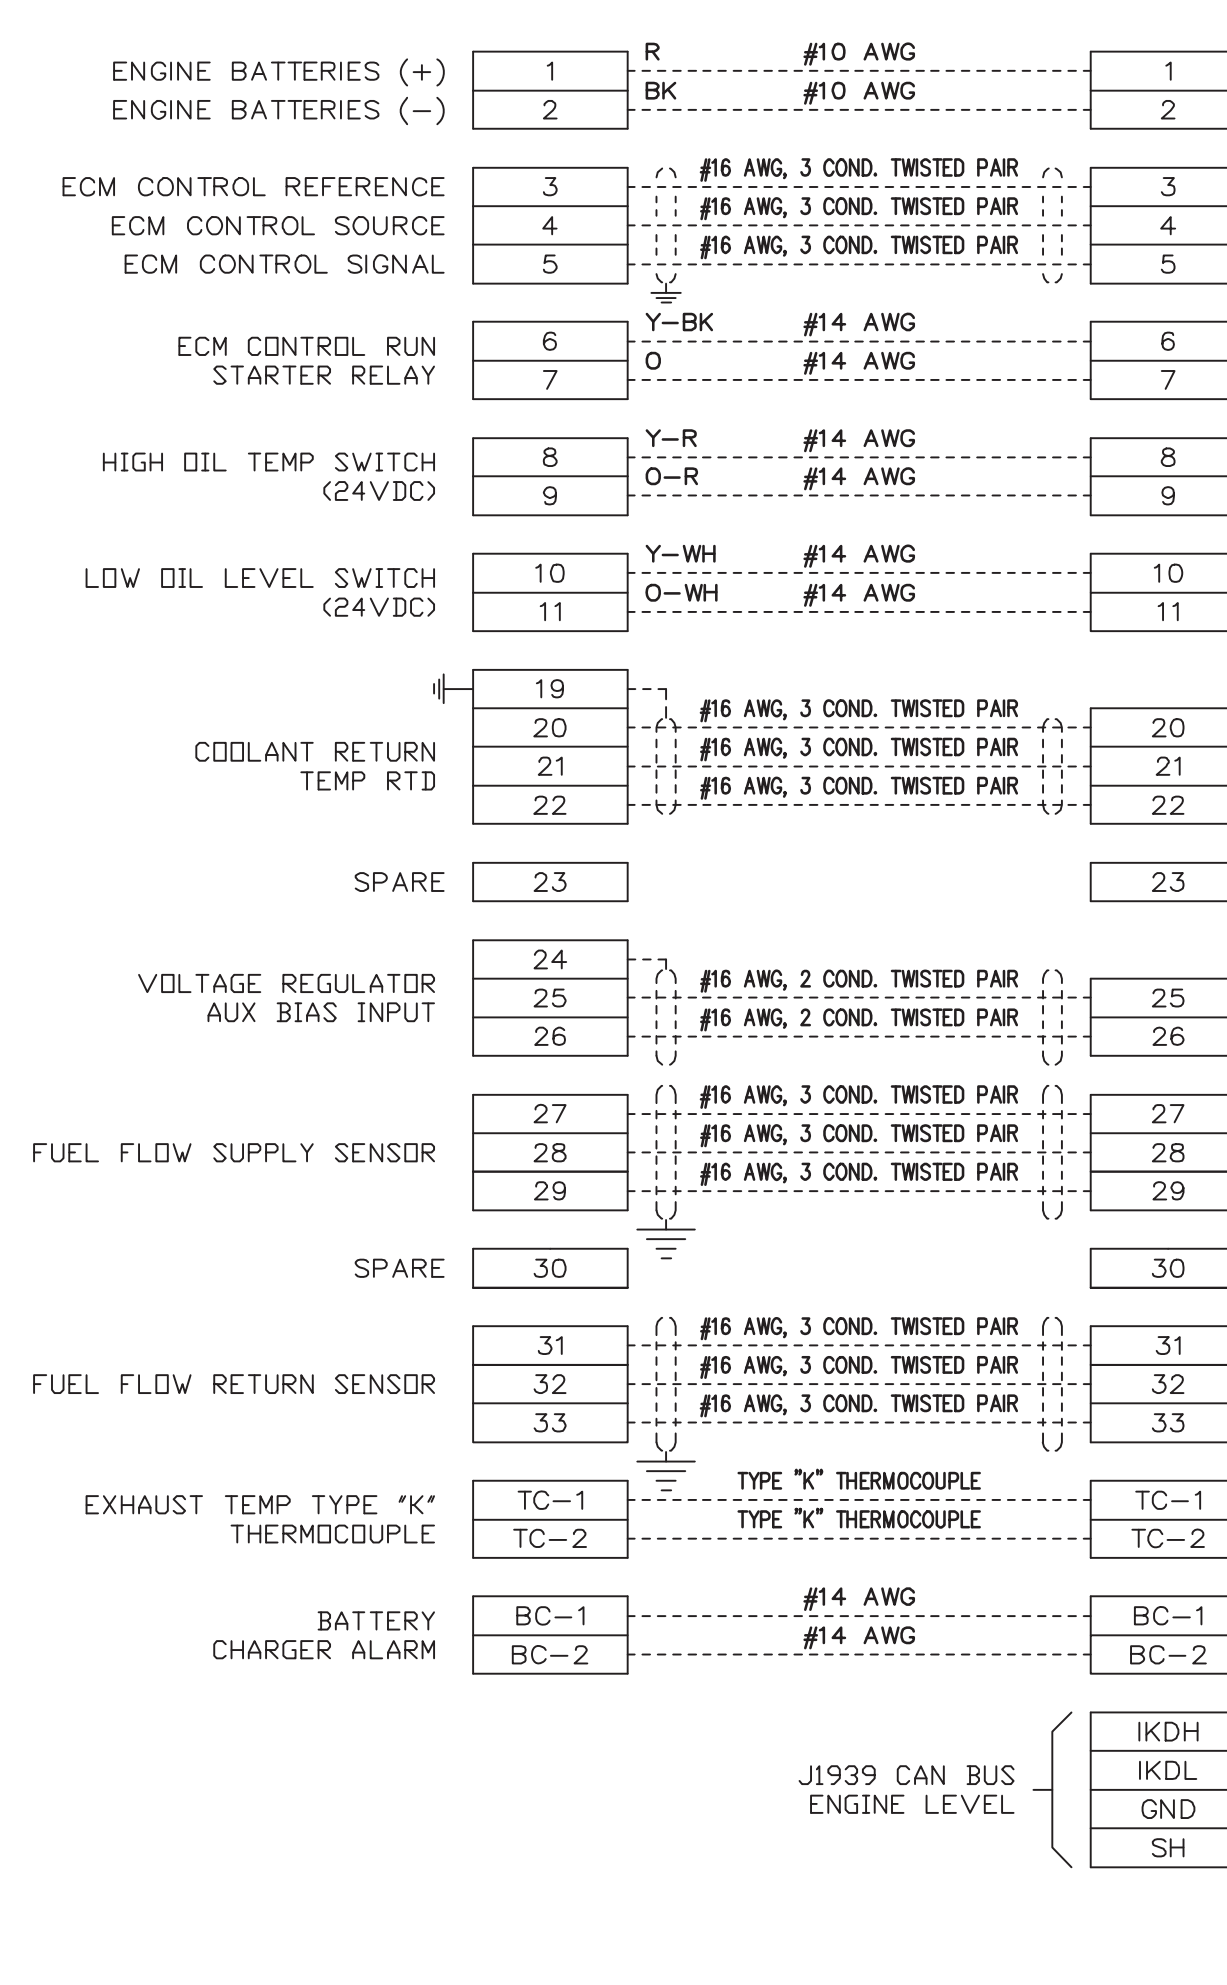 R #10 AWG
ENGINE BATTERIES (+) 1 1
BK #10 AWG
ENGINE BATTERIES (–) 2 2
#16 AWG, 3 COND. TWISTED PAIR
ECM CONTROL REFERENCE 3 3
#16 AWG, 3 COND. TWISTED PAIR
ECM CONTROL SOURCE 4 4
#16 AWG, 3 COND. TWISTED PAIR
ECM CONTROL SIGNAL 5 5
Y–BK #14 AWG
ECM CONTROL RUN 6 6
O #14 AWG
STARTER RELAY 7 7
Y–R #14 AWG
HIGH OIL TEMP SWITCH 8 8
O–R #14 AWG
(24VDC) 9 9
Y–WH #14 AWG
LOW OIL LEVEL SWITCH 10 10
O–WH #14 AWG
(24VDC) 11 11
19
#16 AWG, 3 COND. TWISTED PAIR
20 20
#16 AWG, 3 COND. TWISTED PAIR
COOLANT RETURN
21 21
TEMP RTD
#16 AWG, 3 COND. TWISTED PAIR
22 22
SPARE 23 23
24
#16 AWG, 2 COND. TWISTED PAIR
VOLTAGE REGULATOR
25 25
AUX BIAS INPUT
#16 AWG, 2 COND. TWISTED PAIR
26 26
#16 AWG, 3 COND. TWISTED PAIR
27 27
#16 AWG, 3 COND. TWISTED PAIR
FUEL FLOW SUPPLY SENSOR 28 28
#16 AWG, 3 COND. TWISTED PAIR
29 29
SPARE 30 30
#16 AWG, 3 COND. TWISTED PAIR
31 31
#16 AWG, 3 COND. TWISTED PAIR
FUEL FLOW RETURN SENSOR 32 32
#16 AWG, 3 COND. TWISTED PAIR
33 33
TYPE "K" THERMOCOUPLE
EXHAUST TEMP TYPE "K" TC–1 TC–1
TYPE "K" THERMOCOUPLE
THERMOCOUPLE TC–2 TC–2
#14 AWG
BATTERY BC–1 BC–1
#14 AWG
CHARGER ALARM BC–2 BC–2
IKDH
J1939 CAN BUS IKDL
ENGINE LEVEL GND
SH